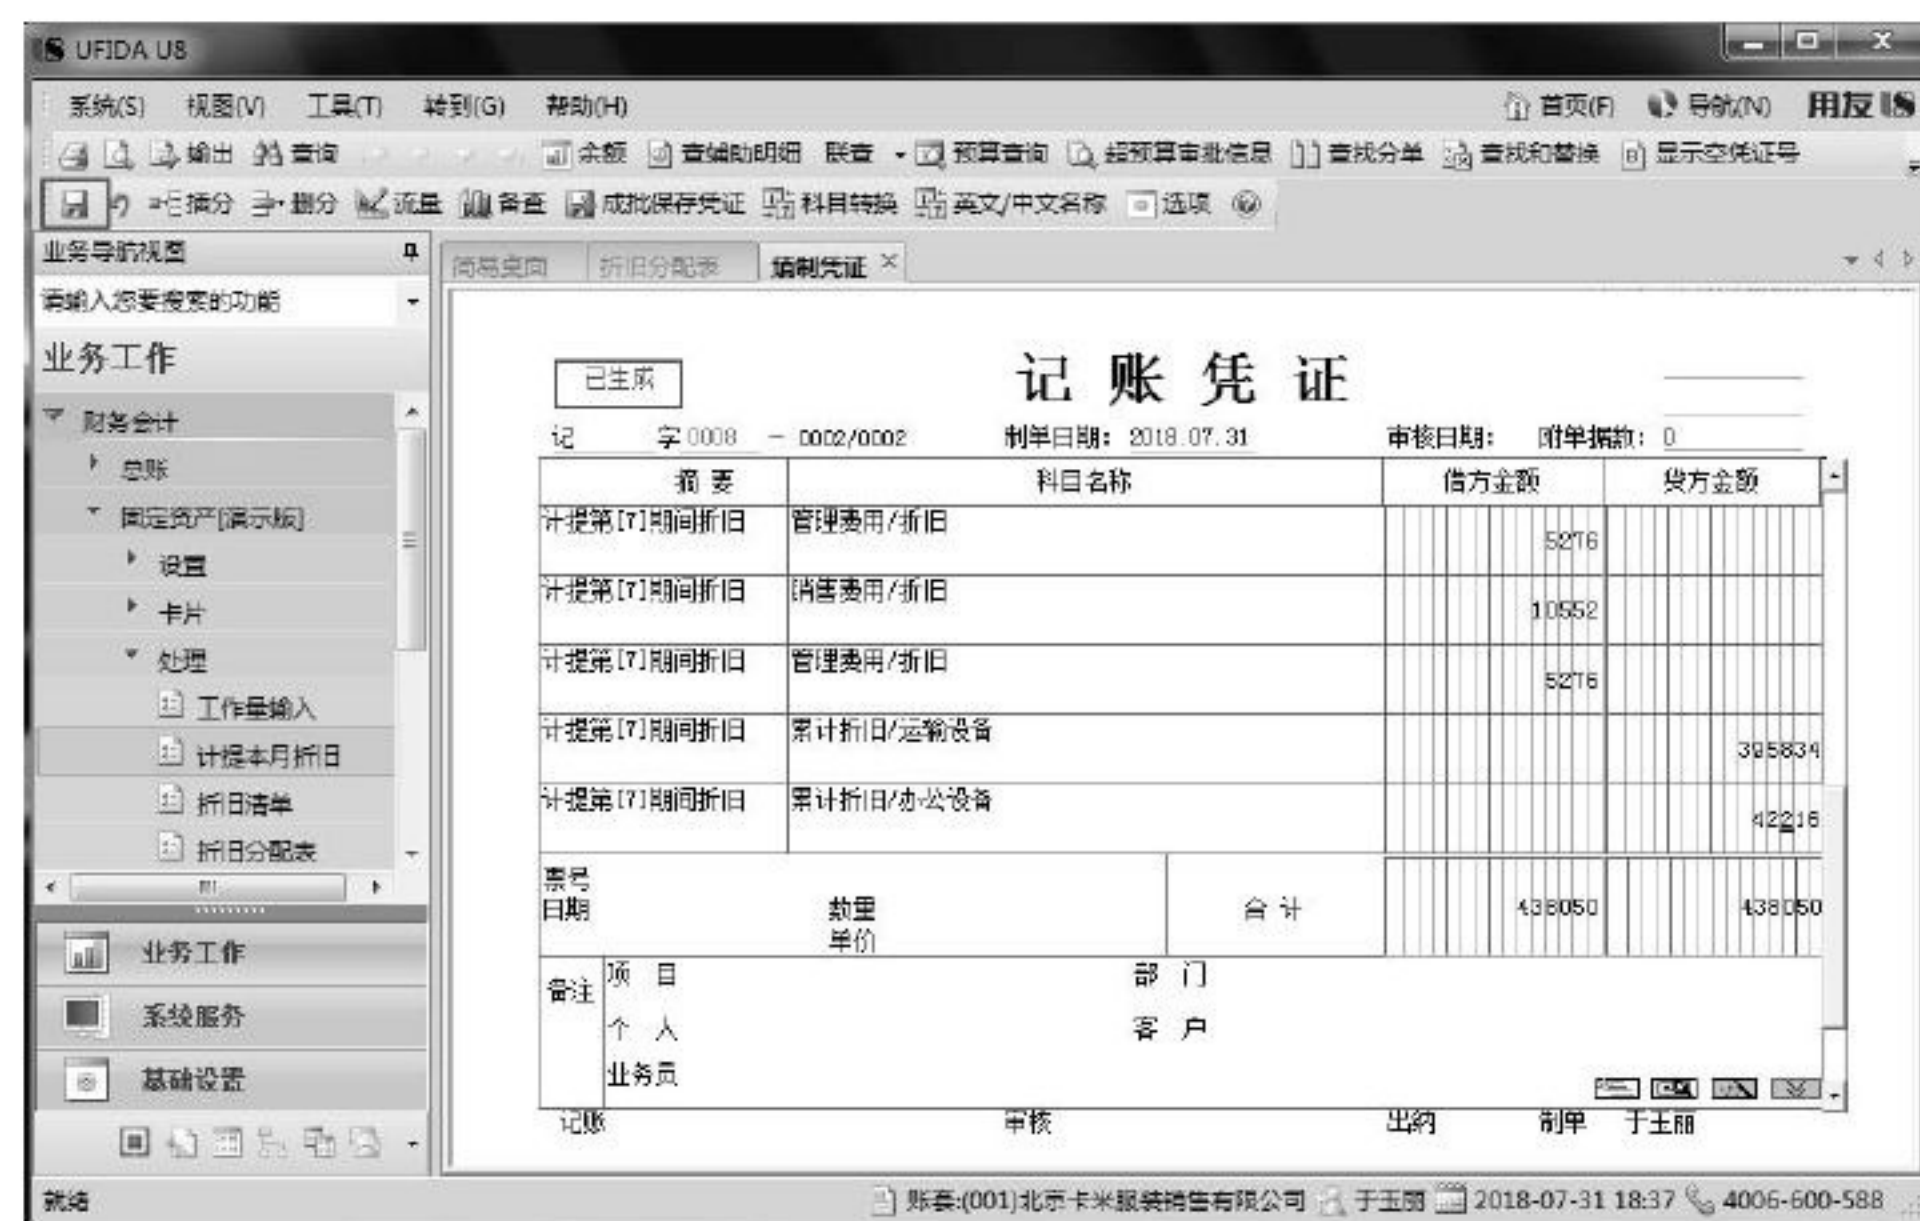 UFIDA U8
系统(S) 视图(V) 工具(T) 转到(G) 帮助(H) 首页(F) 导航(N) 用友U8
输出 查询 余额 查辅助明细 联查 预算查询 超预算审批信息 查找分单 查找和替换 显示空凭证号
插分 删分 流量 备查 成批保存凭证 科目转换 英文/中文名称 选项
业务导航视图
简易桌面 折旧分配表 填制凭证
请输入您要搜索的功能
业务工作
财务会计
总账
固定资产[演示版]
设置
卡片
处理
工作量输入
计提本月折旧
折旧清单
折旧分配表
业务工作
系统服务
基础设置
已生成
记账凭证
记 字 0008 - 0002/0002 制单日期: 2018.07.31 审核日期: 附单据数: 0
摘要 科目名称 借方金额 贷方金额
计提第[7]期间折旧 管理费用/折旧 5276
计提第[7]期间折旧 销售费用/折旧 10552
计提第[7]期间折旧 管理费用/折旧 5276
计提第[7]期间折旧 累计折旧/运输设备 395834
计提第[7]期间折旧 累计折旧/办公设备 42216
票号
日期 数量 合计 438050 438050
单价
备注 项目 部门
个人 客户
业务员
记账 审核 出纳 制单 于玉丽
就绪 账套:(001)北京卡米服装销售有限公司 于玉丽 2018-07-31 18:37 4006-600-588